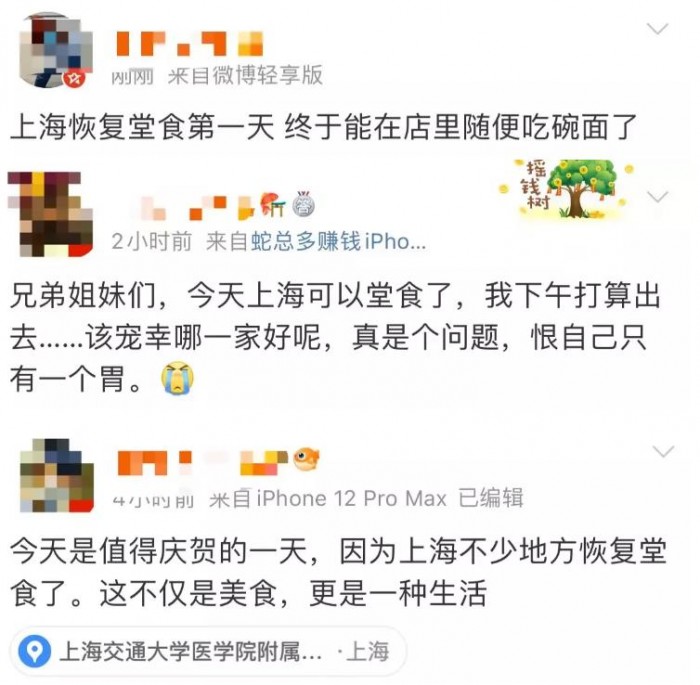 刚刚 来自微博轻享版
上海恢复堂食第一天 终于能在店里随便吃碗面了
摇钱树
2小时前 来自蛇总多赚钱iPho...
兄弟姐妹们，今天上海可以堂食了，我下午打算出
去......该宠幸哪一家好呢，真是个问题，恨自己只
有一个胃。
4小时前 来自iPhone 12 Pro Max 已编辑
今天是值得庆贺的一天，因为上海不少地方恢复堂
食了。这不仅是美食，更是一种生活
上海交通大学医学院附属... ·上海